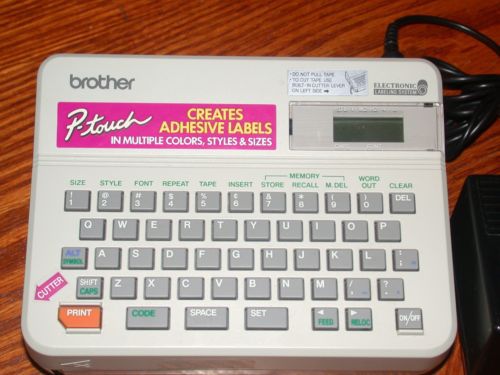 brother
•DO NOT PULL TAPE
•TO CUT TAPE USE
BUILT-IN CUTTER LEVER
ON LEFT SIDE
ELECTRONIC
LABELING SYSTEM
P-touch
CREATES
ADHESIVE LABELS
IN MULTIPLE COLORS, STYLES & SIZES
MEMORY
SIZE STYLE FONT REPEAT TAPE INSERT STORE RECALL M. DEL WORD OUT CLEAR
! 1 @ 2 # 3 $ 4 % 5 ¢ 6 & 7 * 8 ( 9 ) 0 DEL
Q W E R T Y U I O P
ALT SYMBOL A S D F G H J K L : ;
CUTTER
SHIFT CAPS Z X C V B N M
PRINT CODE SPACE SET ◀ FEED ▶ RELOC ON/OFF